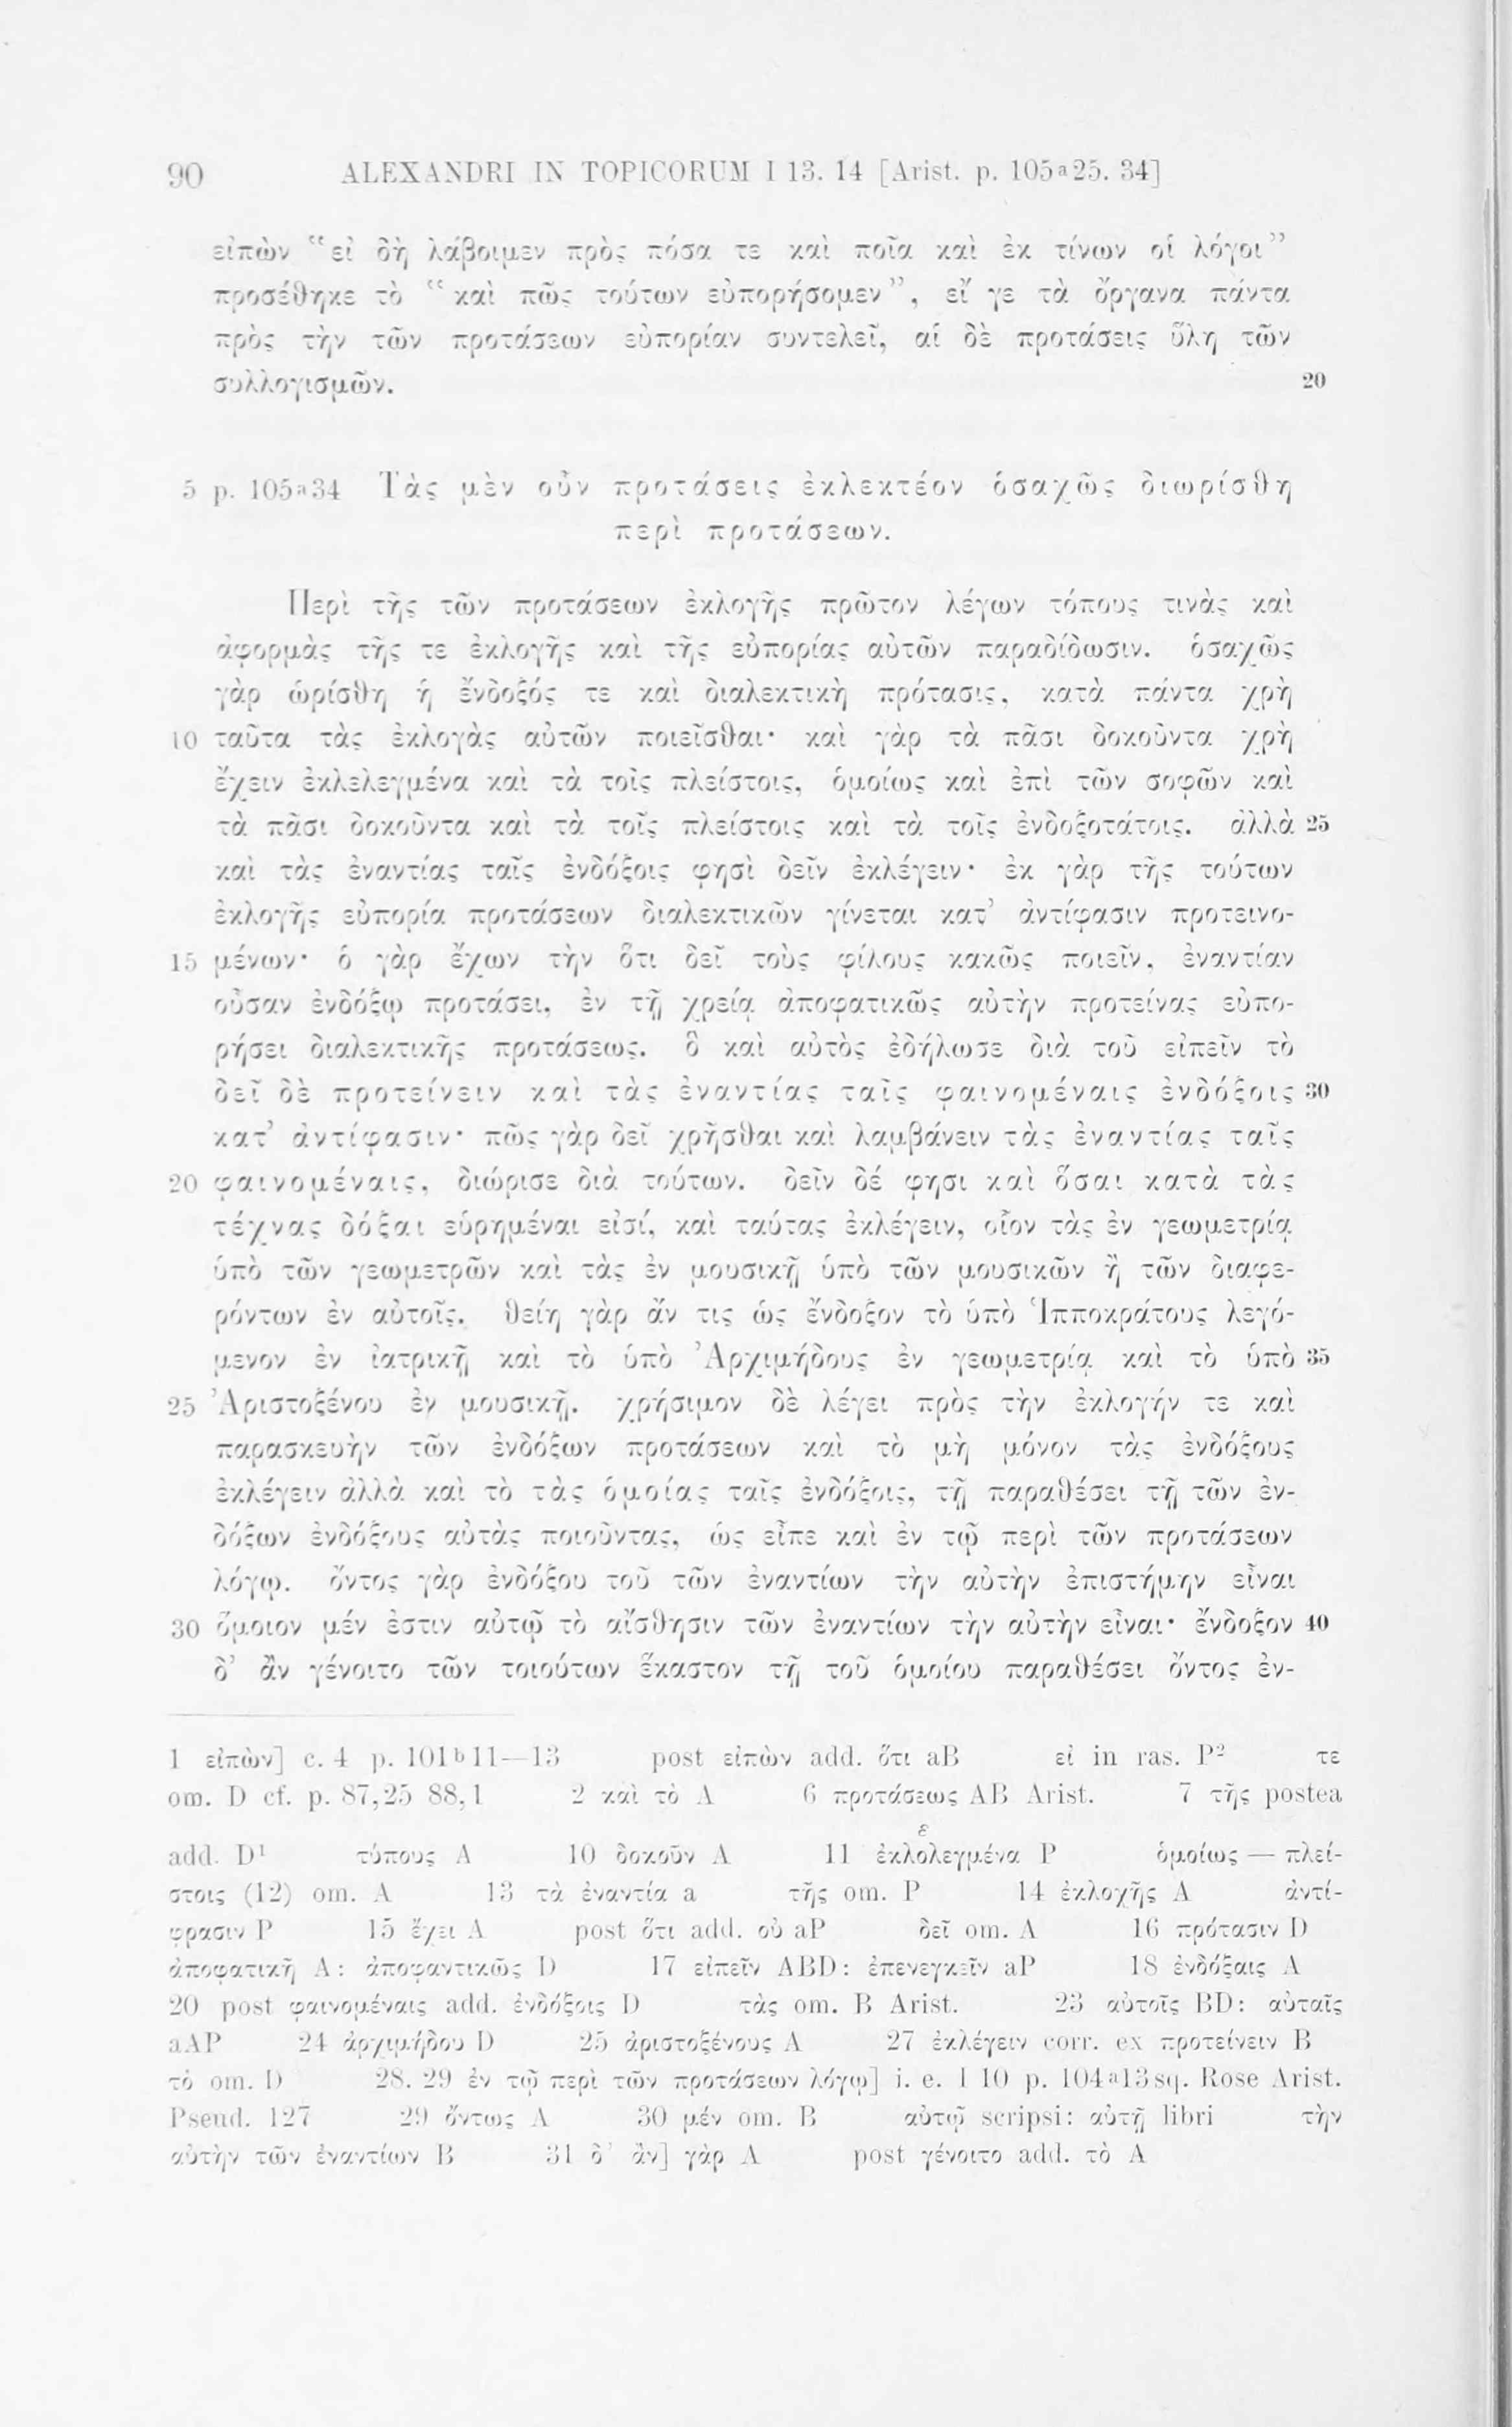 90 ALEXANDRI IN TOPICORUM I 13. 14 [Arist. p. 105ᵃ25. 34]
εἰπὼν “εἰ δὴ λάβοιμεν πρὸς πόσα τε καὶ ποῖα καὶ ἐκ τίνων οἱ λόγοι”
προσέθηκε τὸ “καὶ πῶς τούτων εὐπορήσομεν”, εἴ γε τὰ ὄργανα πάντα
πρὸς τὴν τῶν προτάσεων εὐπορίαν συντελεῖ, αἱ δὲ προτάσεις ὕλη τῶν
συλλογισμῶν. 20
5 p. 105ᵃ34 Τὰς μὲν οὖν προτάσεις ἐκλεκτέον ὁσαχῶς διωρίσθη
περὶ προτάσεων.
Περὶ τῆς τῶν προτάσεων ἐκλογῆς πρῶτον λέγων τόπους τινὰς καὶ
ἀφορμὰς τῆς τε ἐκλογῆς καὶ τῆς εὐπορίας αὐτῶν παραδίδωσιν. ὁσαχῶς
γὰρ ὡρίσθη ἡ ἔνδοξός τε καὶ διαλεκτικὴ πρότασις, κατὰ πάντα χρὴ
10 ταῦτα τὰς ἐκλογὰς αὐτῶν ποιεῖσθαι· καὶ γὰρ τὰ πᾶσι δοκοῦντα χρὴ
ἔχειν ἐκλελεγμένα καὶ τὰ τοῖς πλείστοις, ὁμοίως καὶ ἐπὶ τῶν σοφῶν καὶ
τὰ πᾶσι δοκοῦντα καὶ τὰ τοῖς πλείστοις καὶ τὰ τοῖς ἐνδοξοτάτοις. ἀλλὰ 25
καὶ τὰς ἐναντίας ταῖς ἐνδόξοις φησὶ δεῖν ἐκλέγειν· ἐκ γὰρ τῆς τούτων
ἐκλογῆς εὐπορία προτάσεων διαλεκτικῶν γίνεται κατ’ ἀντίφασιν προτεινο-
15 μένων· ὁ γὰρ ἔχων τὴν ὅτι δεῖ τοὺς φίλους κακῶς ποιεῖν, ἐναντίαν
οὖσαν ἐνδόξῳ προτάσει, ἐν τῇ χρείᾳ ἀποφατικῶς αὐτὴν προτείνας εὐπο-
ρήσει διαλεκτικῆς προτάσεως. ὃ καὶ αὐτὸς ἐδήλωσε διὰ τοῦ εἰπεῖν τὸ
δεῖ δὲ προτείνειν καὶ τὰς ἐναντίας ταῖς φαινομέναις ἐνδόξοις 30
κατ’ ἀντίφασιν· πῶς γὰρ δεῖ χρῆσθαι καὶ λαμβάνειν τὰς ἐναντίας ταῖς
20 φαινομέναις, διώρισε διὰ τούτων. δεῖν δέ φησι καὶ ὅσαι κατὰ τὰς
τέχνας δόξαι εὑρημέναι εἰσί, καὶ ταύτας ἐκλέγειν, οἷον τὰς ἐν γεωμετρίᾳ
ὑπὸ τῶν γεωμετρῶν καὶ τὰς ἐν μουσικῇ ὑπὸ τῶν μουσικῶν ἢ τῶν διαφε-
ρόντων ἐν αὐτοῖς. θείη γὰρ ἄν τις ὡς ἔνδοξον τὸ ὑπὸ Ἱπποκράτους λεγό-
μενον ἐν ἰατρικῇ καὶ τὸ ὑπὸ Ἀρχιμήδους ἐν γεωμετρίᾳ καὶ τὸ ὑπὸ 35
25 Ἀριστοξένου ἐν μουσικῇ. χρήσιμον δὲ λέγει πρὸς τὴν ἐκλογήν τε καὶ
παρασκευὴν τῶν ἐνδόξων προτάσεων καὶ τὸ μὴ μόνον τὰς ἐνδόξους
ἐκλέγειν ἀλλὰ καὶ τὸ τὰς ὁμοίας ταῖς ἐνδόξοις, τῇ παραθέσει τῇ τῶν ἐν-
δόξων ἐνδόξους αὐτὰς ποιοῦντας, ὡς εἶπε καὶ ἐν τῷ περὶ τῶν προτάσεων
λόγῳ. ὄντος γὰρ ἐνδόξου τοῦ τῶν ἐναντίων τὴν αὐτὴν ἐπιστήμην εἶναι
30 ὅμοιον μέν ἐστιν αὐτῷ τὸ αἴσθησιν τῶν ἐναντίων τὴν αὐτὴν εἶναι· ἔνδοξον 40
δ’ ἂν γένοιτο τῶν τοιούτων ἕκαστον τῇ τοῦ ὁμοίου παραθέσει ὄντος ἐν-
1 εἰπὼν] c. 4 p. 101ᵇ11—13 post εἰπὼν add. ὅτι aB εἰ in ras. P² τε
om. D cf. p. 87,25 88,1 2 καὶ τὸ A 6 προτάσεως AB Arist. 7 τῆς postea
add. D¹ τύπους A 10 δοκοῦν A 11 ἐκλολεγμένα P ὁμοίως — πλεί-
στοις (12) om. A 13 τὰ ἐναντία a τῆς om. P 14 ἐκλοχῆς A ἀντί-
φρασιν P 15 ἔχει A post ὅτι add. οὐ aP δεῖ om. A 16 πρότασιν D
ἀποφατικὴ A: ἀποφαντικῶς D 17 εἰπεῖν ABD: ἐπενεγκεῖν aP 18 ἐνδόξαις A
20 post φαινομέναις add. ἐνδόξοις D τὰς om. B Arist. 23 αὐτοῖς BD: αὐταῖς
aAP 24 ἀρχιμήδου D 25 ἀριστοξένους A 27 ἐκλέγειν corr. ex προτείνειν B
τὸ om. D 28. 29 ἐν τῷ περὶ τῶν προτάσεων λόγῳ] i. e. I 10 p. 104ᵃ13sq. Rose Arist.
Pseud. 127 29 ὄντως A 30 μέν om. B αὐτῷ scripsi: αὐτῇ libri τὴν
αὐτὴν τῶν ἐναντίων B 31 δ’ ἂν] γὰρ A post γένοιτο add. τὸ A